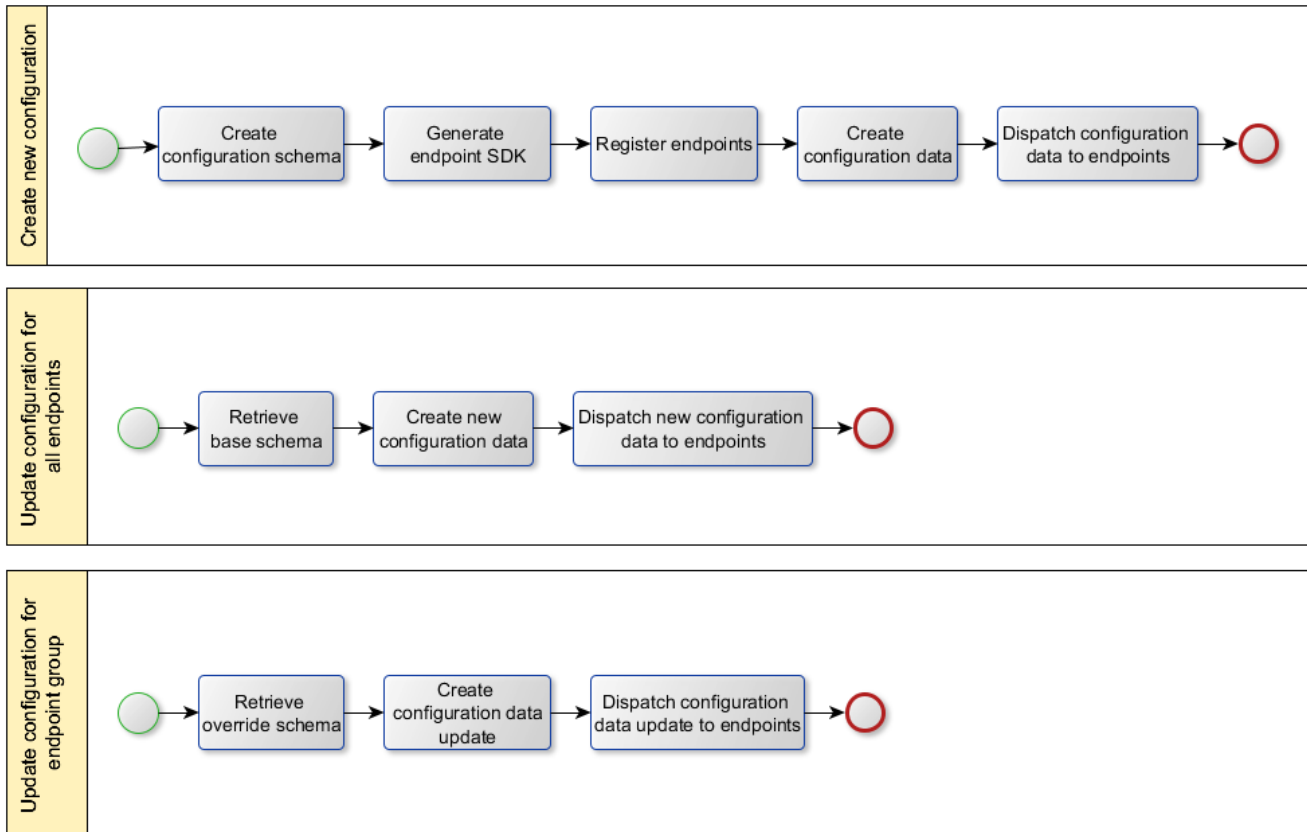 Create new configuration
Create
configuration schema
Generate
endpoint SDK
Register endpoints
Create
configuration data
Dispatch configuration
data to endpoints
Update configuration for
all endpoints
Retrieve
base schema
Create new
configuration data
Dispatch new configuration
data to endpoints
Update configuration for
endpoint group
Retrieve
override schema
Create
configuration data
update
Dispatch configuration
data update to endpoints